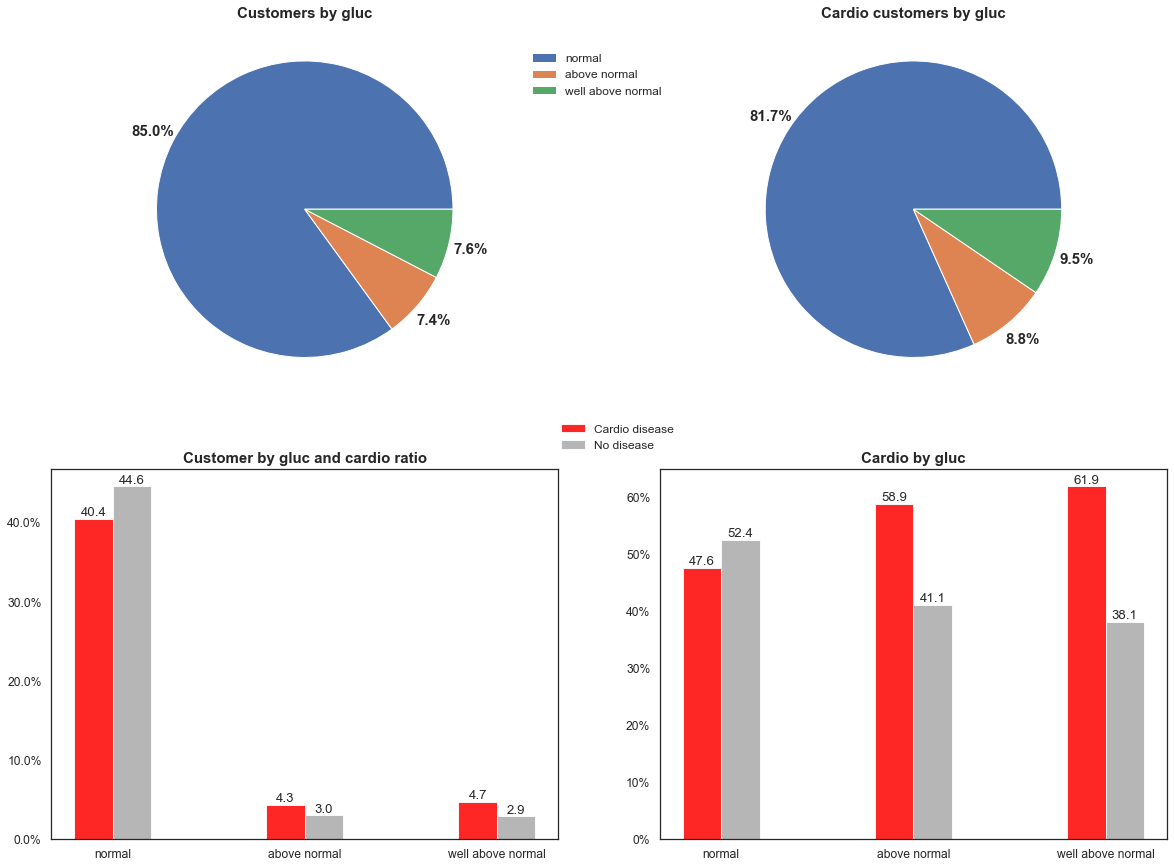 Customers by gluc
Cardio customers by gluc
normal
above normal
well above normal
85.0%
7.6%
7.4%
81.7%
9.5%
8.8%
Cardio disease
No disease
Customer by gluc and cardio ratio
40.0%
30.0%
20.0%
10.0%
0.0%
40.4
44.6
4.3
3.0
4.7
2.9
normal
above normal
well above normal
Cardio by gluc
60%
50%
40%
30%
20%
10%
0%
47.6
52.4
58.9
41.1
61.9
38.1
normal
above normal
well above normal